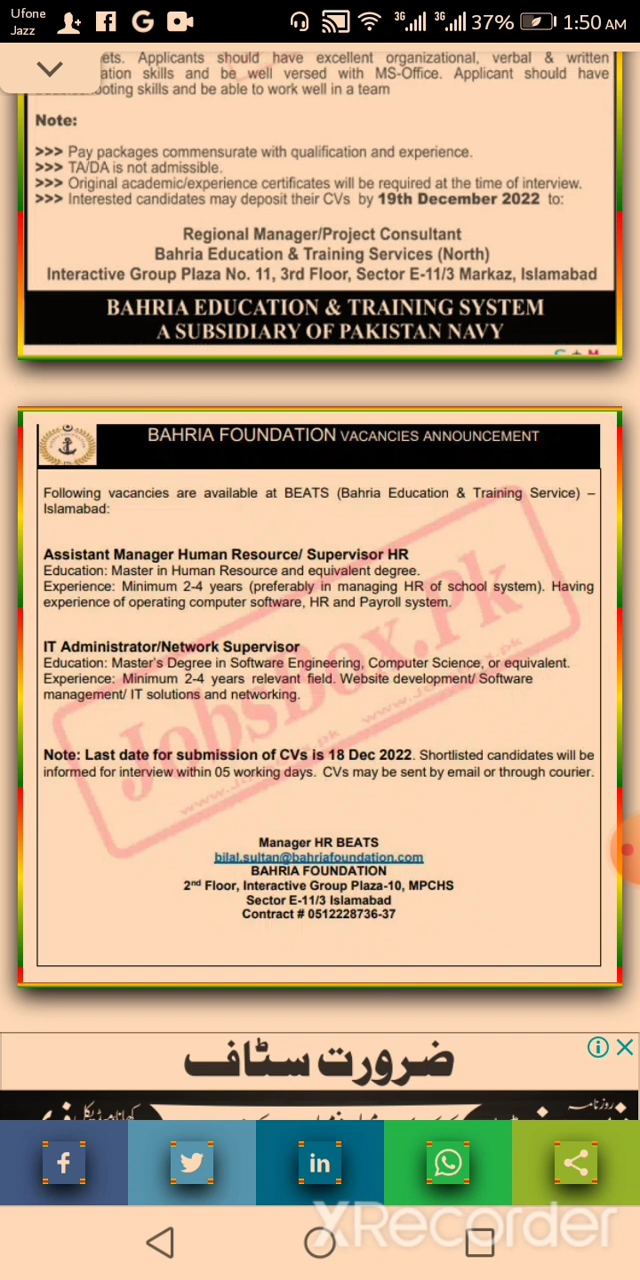 Ufone
Jazz
3G 3G 37% 1:50 AM
ets. Applicants should have excellent organizational, verbal & written
ation skills and be well versed with MS-Office. Applicant should have
ooting skills and be able to work well in a team
Note:
>>> Pay packages commensurate with qualification and experience.
>>> TA/DA is not admissible.
>>> Original academic/experience certificates will be required at the time of interview.
>>> Interested candidates may deposit their CVs by 19th December 2022 to:
Regional Manager/Project Consultant
Bahria Education & Training Services (North)
Interactive Group Plaza No. 11, 3rd Floor, Sector E-11/3 Markaz, Islamabad
BAHRIA EDUCATION & TRAINING SYSTEM
A SUBSIDIARY OF PAKISTAN NAVY
BAHRIA FOUNDATION VACANCIES ANNOUNCEMENT
Following vacancies are available at BEATS (Bahria Education & Training Service) –
Islamabad:
Assistant Manager Human Resource/ Supervisor HR
Education: Master in Human Resource and equivalent degree.
Experience: Minimum 2-4 years (preferably in managing HR of school system). Having
experience of operating computer software, HR and Payroll system.
IT Administrator/Network Supervisor
Education: Master's Degree in Software Engineering, Computer Science, or equivalent.
Experience: Minimum 2-4 years relevant field. Website development/ Software
management/ IT solutions and networking.
JobsBox.Pk
Note: Last date for submission of CVs is 18 Dec 2022. Shortlisted candidates will be
informed for interview within 05 working days. CVs may be sent by email or through courier.
Manager HR BEATS
bilal.sultan@bahriafoundation.com
BAHRIA FOUNDATION
2nd Floor, Interactive Group Plaza-10, MPCHS
Sector E-11/3 Islamabad
Contract # 0512228736-37
ضرورت سٹاف
روزنامہ
XRecorder